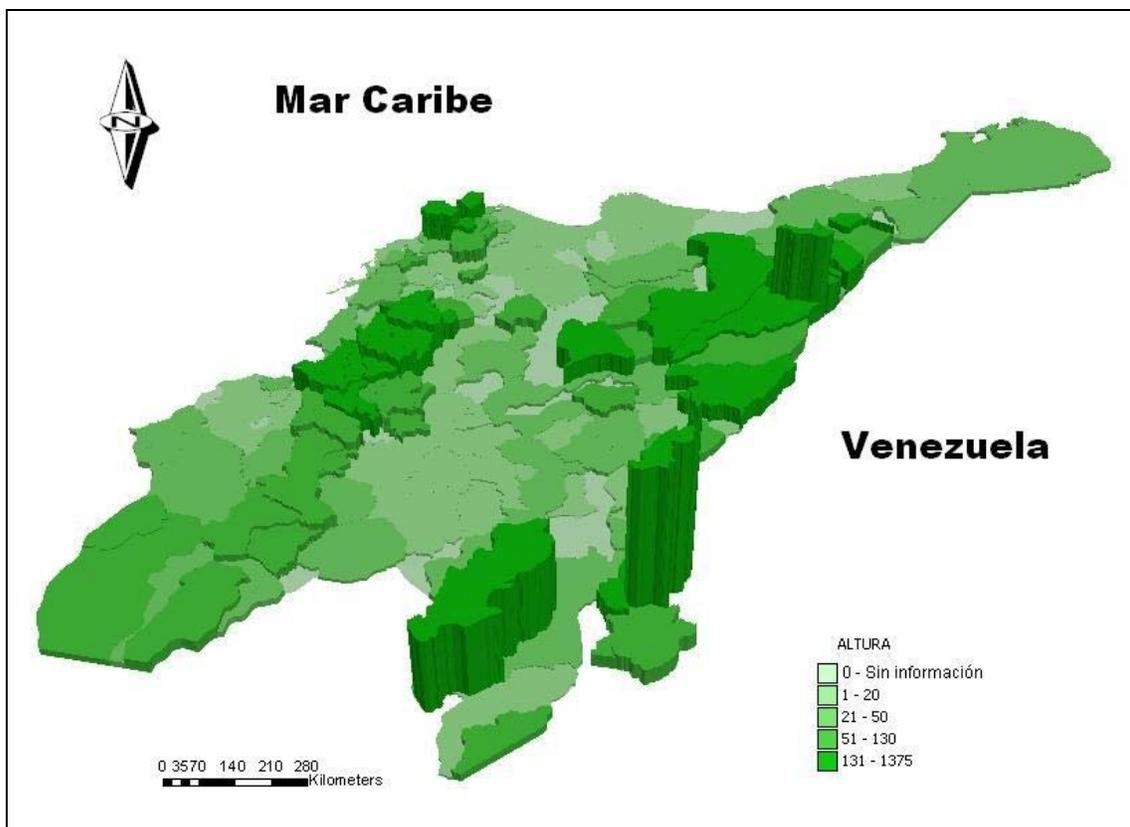 N
Mar Caribe
Venezuela
ALTURA
0 - Sin información
1 - 20
21 - 50
51 - 130
131 - 1375
0 3570 140 210 280
Kilometers